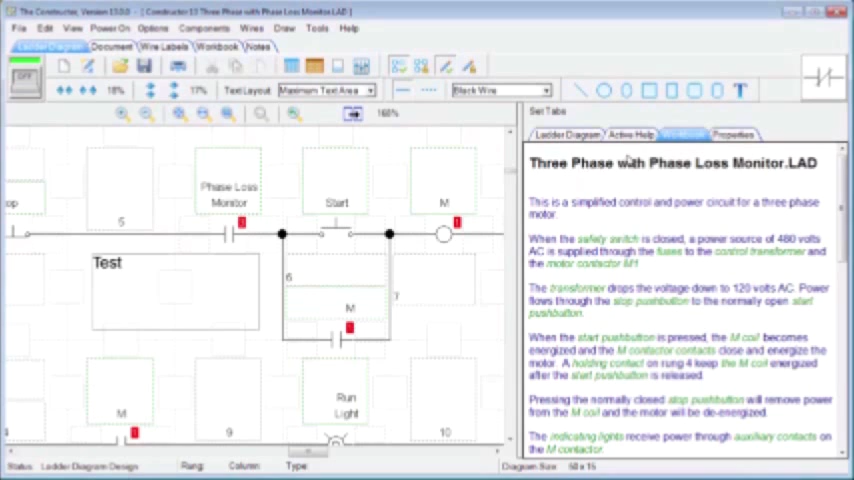 The Constructor, Version 13.0.0 - [ Constructor13 Three Phase with Phase Loss Monitor.LAD ]
File Edit View Power On Options Components Wires Draw Tools Help
Ladder Diagram Document Wire Labels Workbook Notes
OFF
18% 17% Text Layout: Maximum Text Area Black Wire T
168%
Set Tabs
Ladder Diagram Active Help Workbook Properties
op
5
Phase Loss
Monitor
Start
M
Test
6
7
M
M
9
Run
Light
10
Three Phase with Phase Loss Monitor.LAD
This is a simplified control and power circuit for a three phase
motor.
When the safety switch is closed, a power source of 480 volts
AC is supplied through the fuses to the control transformer and
the motor contactor M!
The transformer drops the voltage down to 120 volts AC. Power
flows through the stop pushbutton to the normally open start
pushbutton.
When the start pushbutton is pressed, the M coil becomes
energized and the M contactor contacts close and energize the
motor. A holding contact on rung 4 keep the M coil energized
after the start pushbutton is released.
Pressing the normally closed stop pushbutton will remove power
from the M coil and the motor will be de-energized.
The indicating lights receive power through auxiliary contacts on
the M contactor.
Status: Ladder Diagram Design Rung: Column: Type: Diagram Size 50 x 15